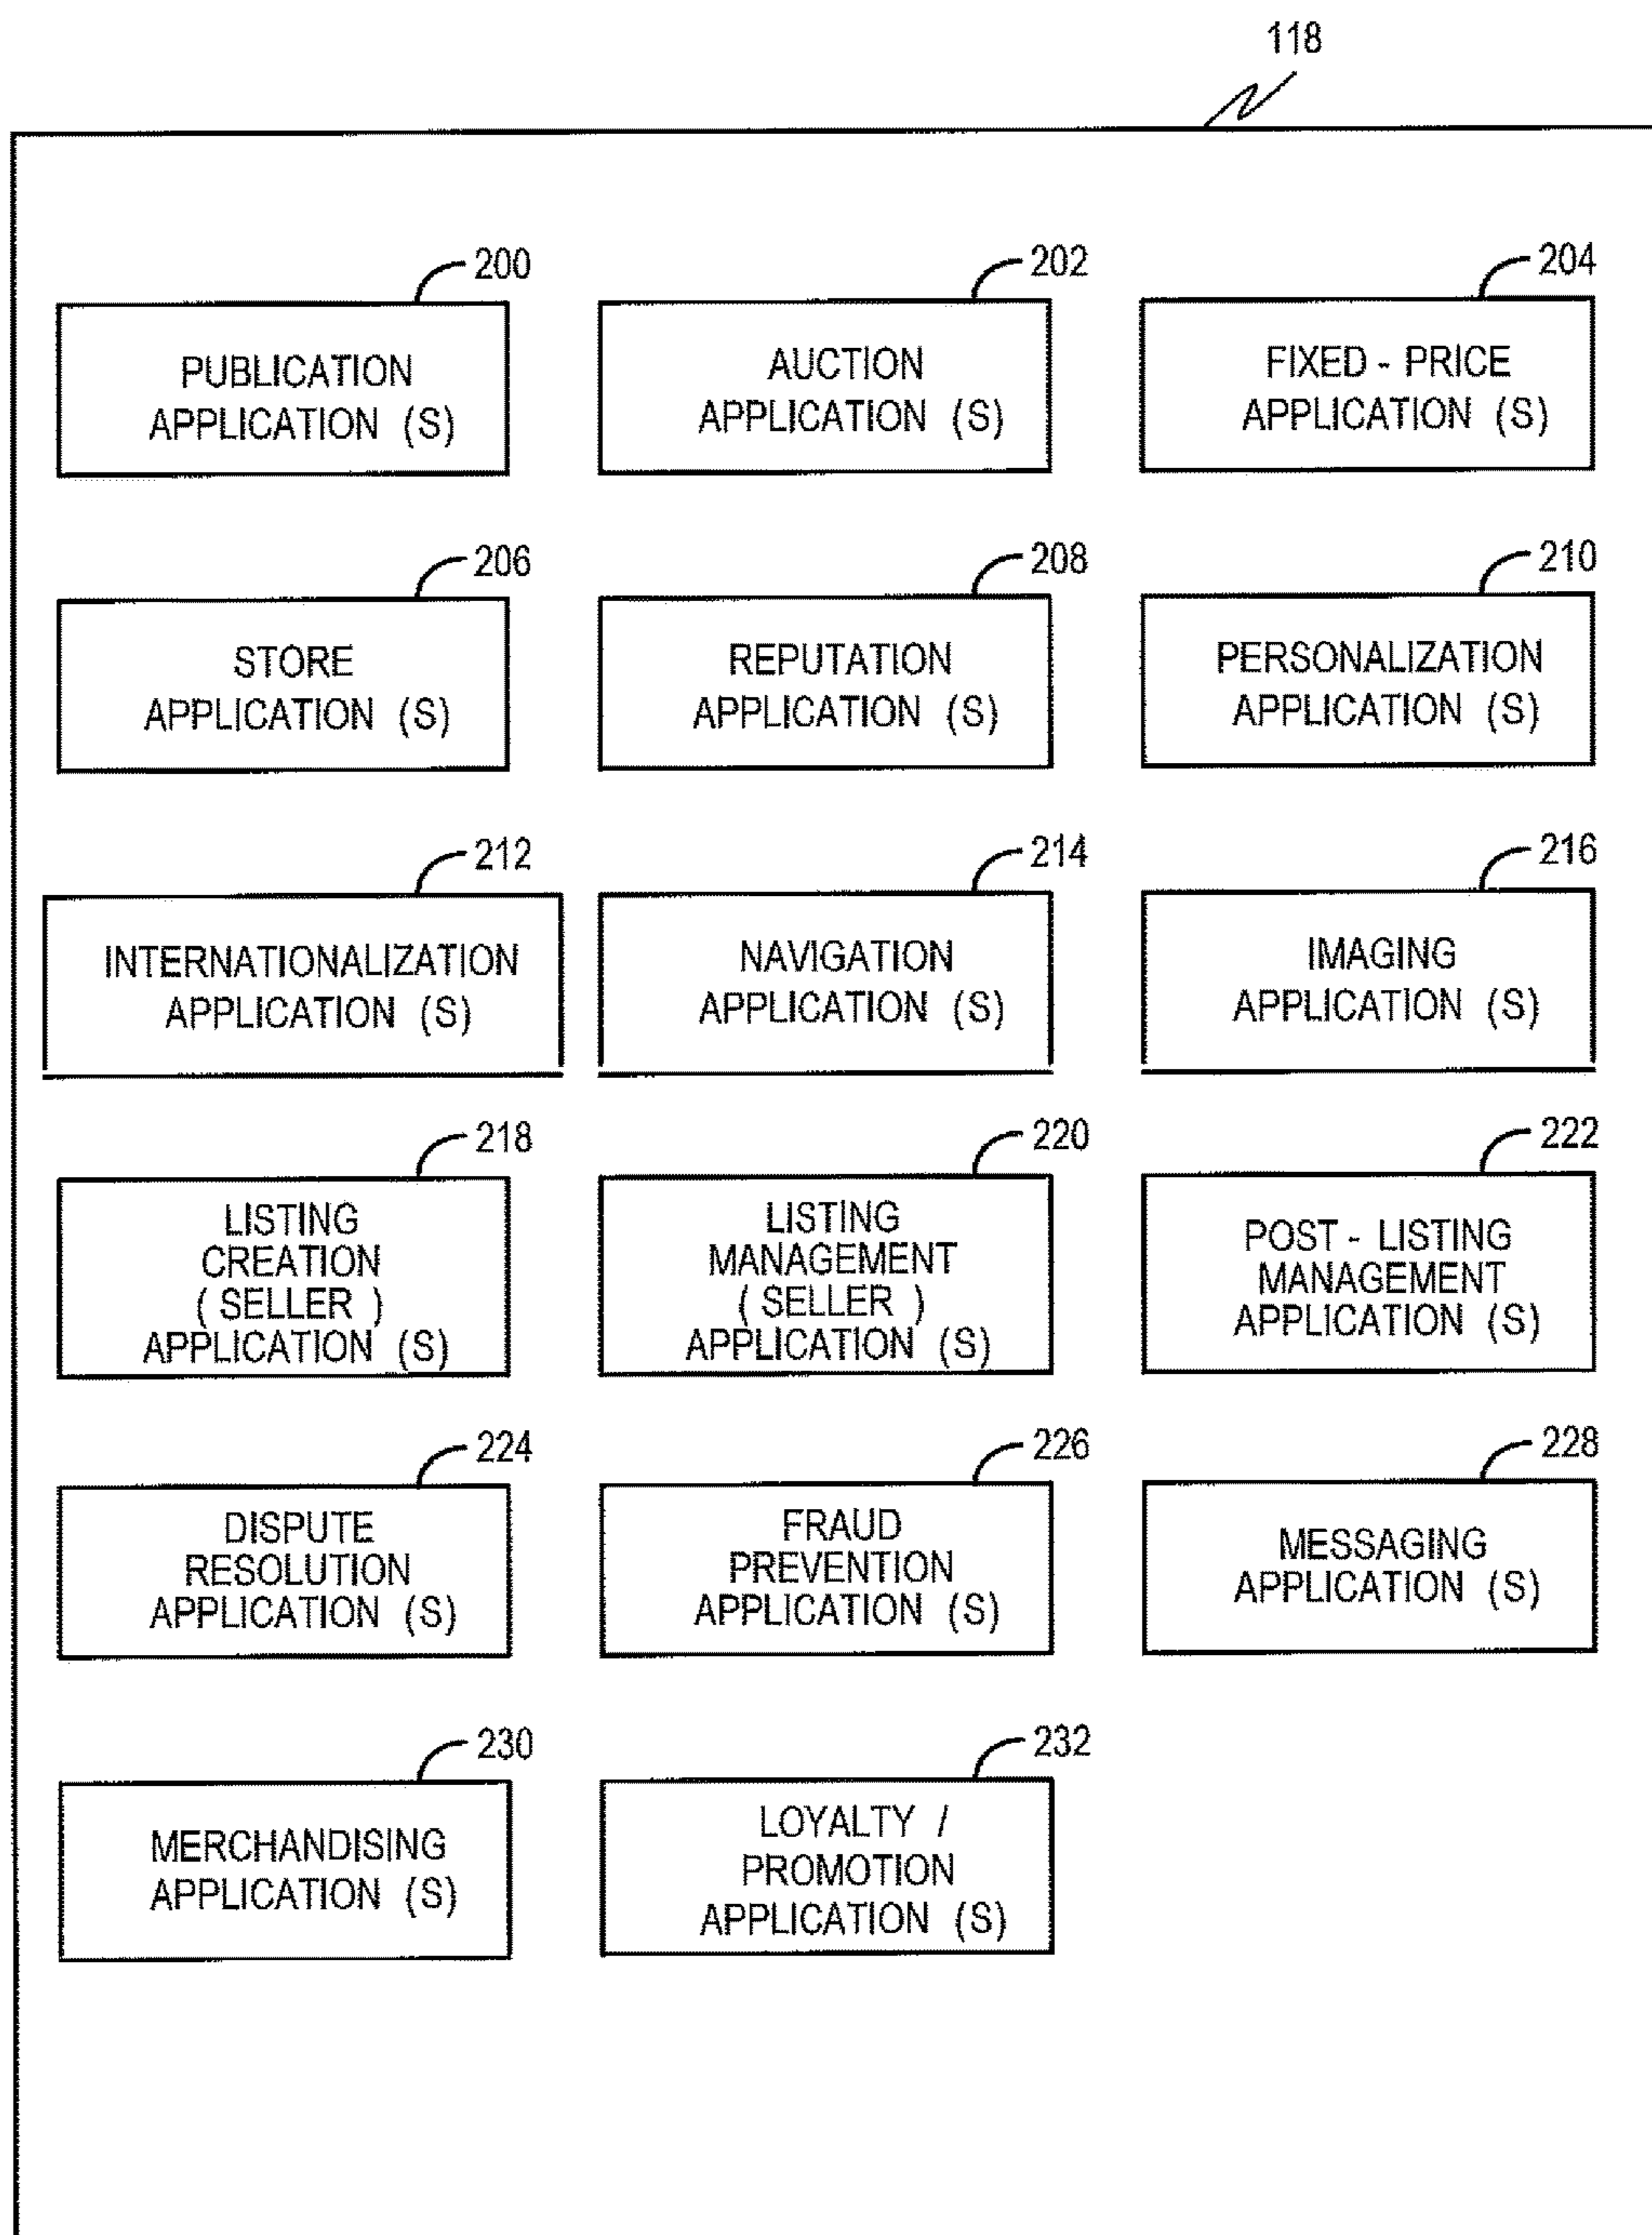 118
200
PUBLICATION
APPLICATION (S)
202
AUCTION
APPLICATION (S)
204
FIXED - PRICE
APPLICATION (S)
206
STORE
APPLICATION (S)
208
REPUTATION
APPLICATION (S)
210
PERSONALIZATION
APPLICATION (S)
212
INTERNATIONALIZATION
APPLICATION (S)
214
NAVIGATION
APPLICATION (S)
216
IMAGING
APPLICATION (S)
218
LISTING
CREATION
( SELLER )
APPLICATION (S)
220
LISTING
MANAGEMENT
( SELLER )
APPLICATION (S)
222
POST - LISTING
MANAGEMENT
APPLICATION (S)
224
DISPUTE
RESOLUTION
APPLICATION (S)
226
FRAUD
PREVENTION
APPLICATION (S)
228
MESSAGING
APPLICATION (S)
230
MERCHANDISING
APPLICATION (S)
232
LOYALTY /
PROMOTION
APPLICATION (S)